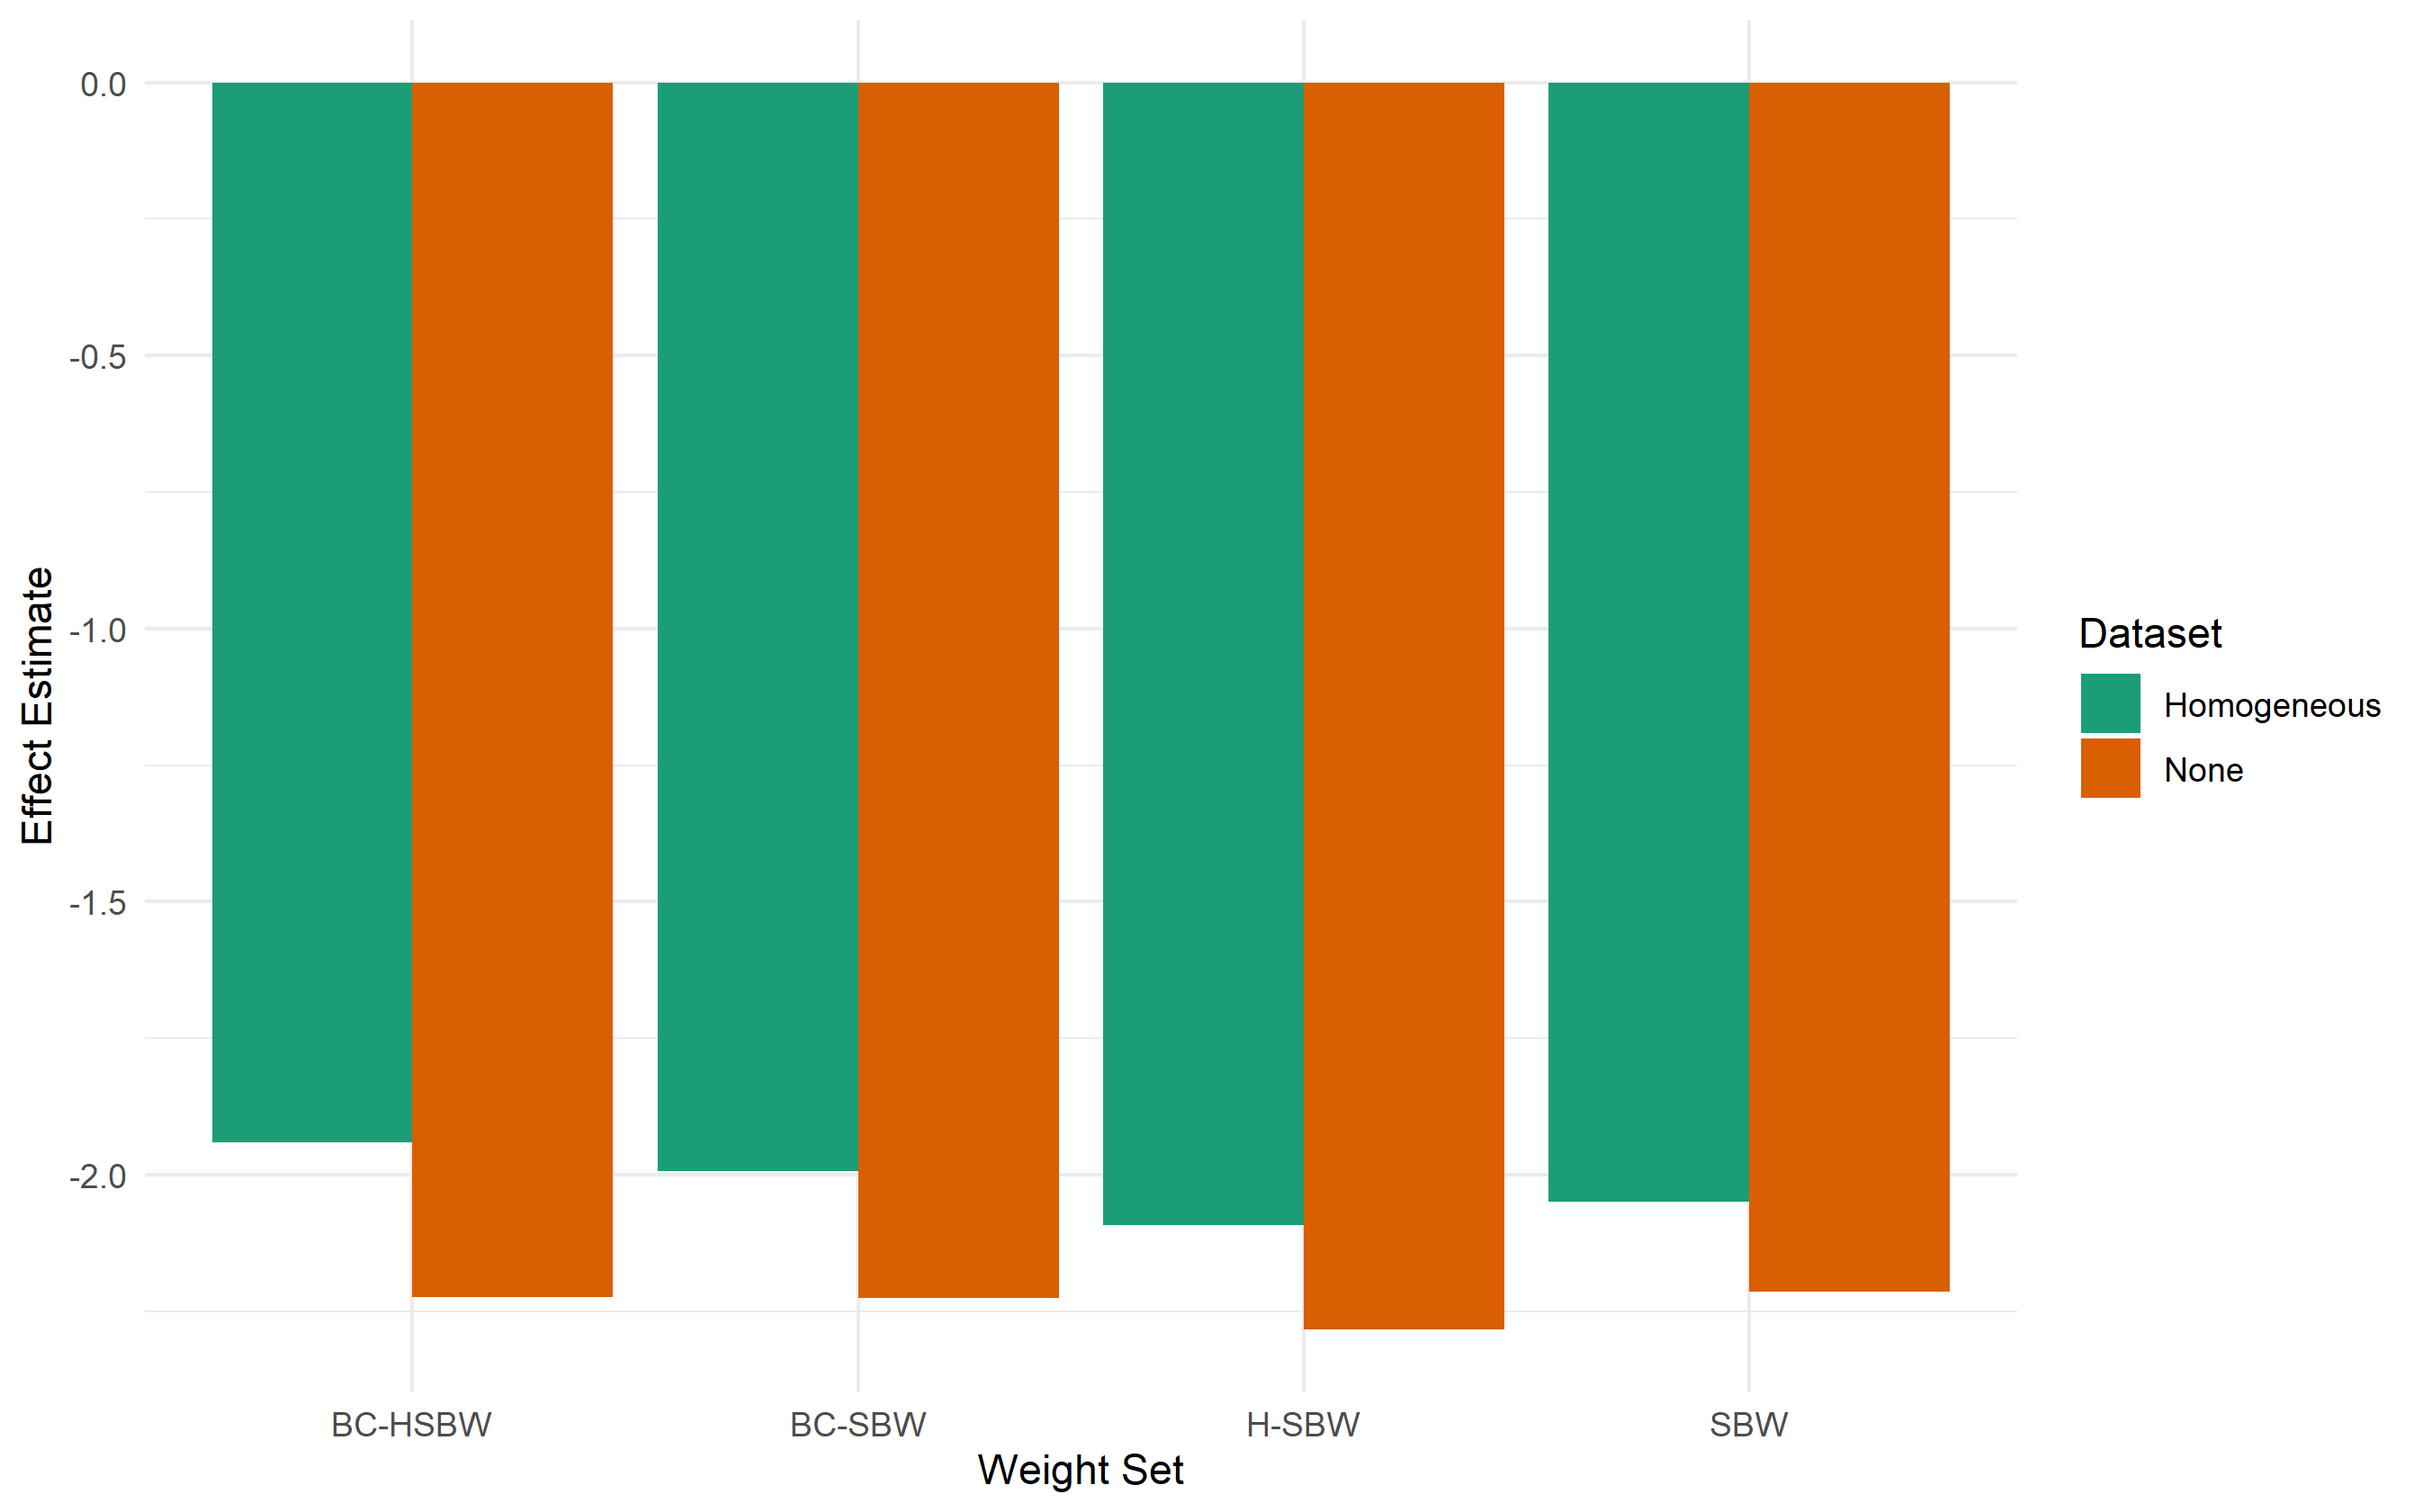 0.0
-0.5
-1.0
-1.5
-2.0
Effect Estimate
BC-HSBW
BC-SBW
H-SBW
SBW
Weight Set
Dataset
Homogeneous
None